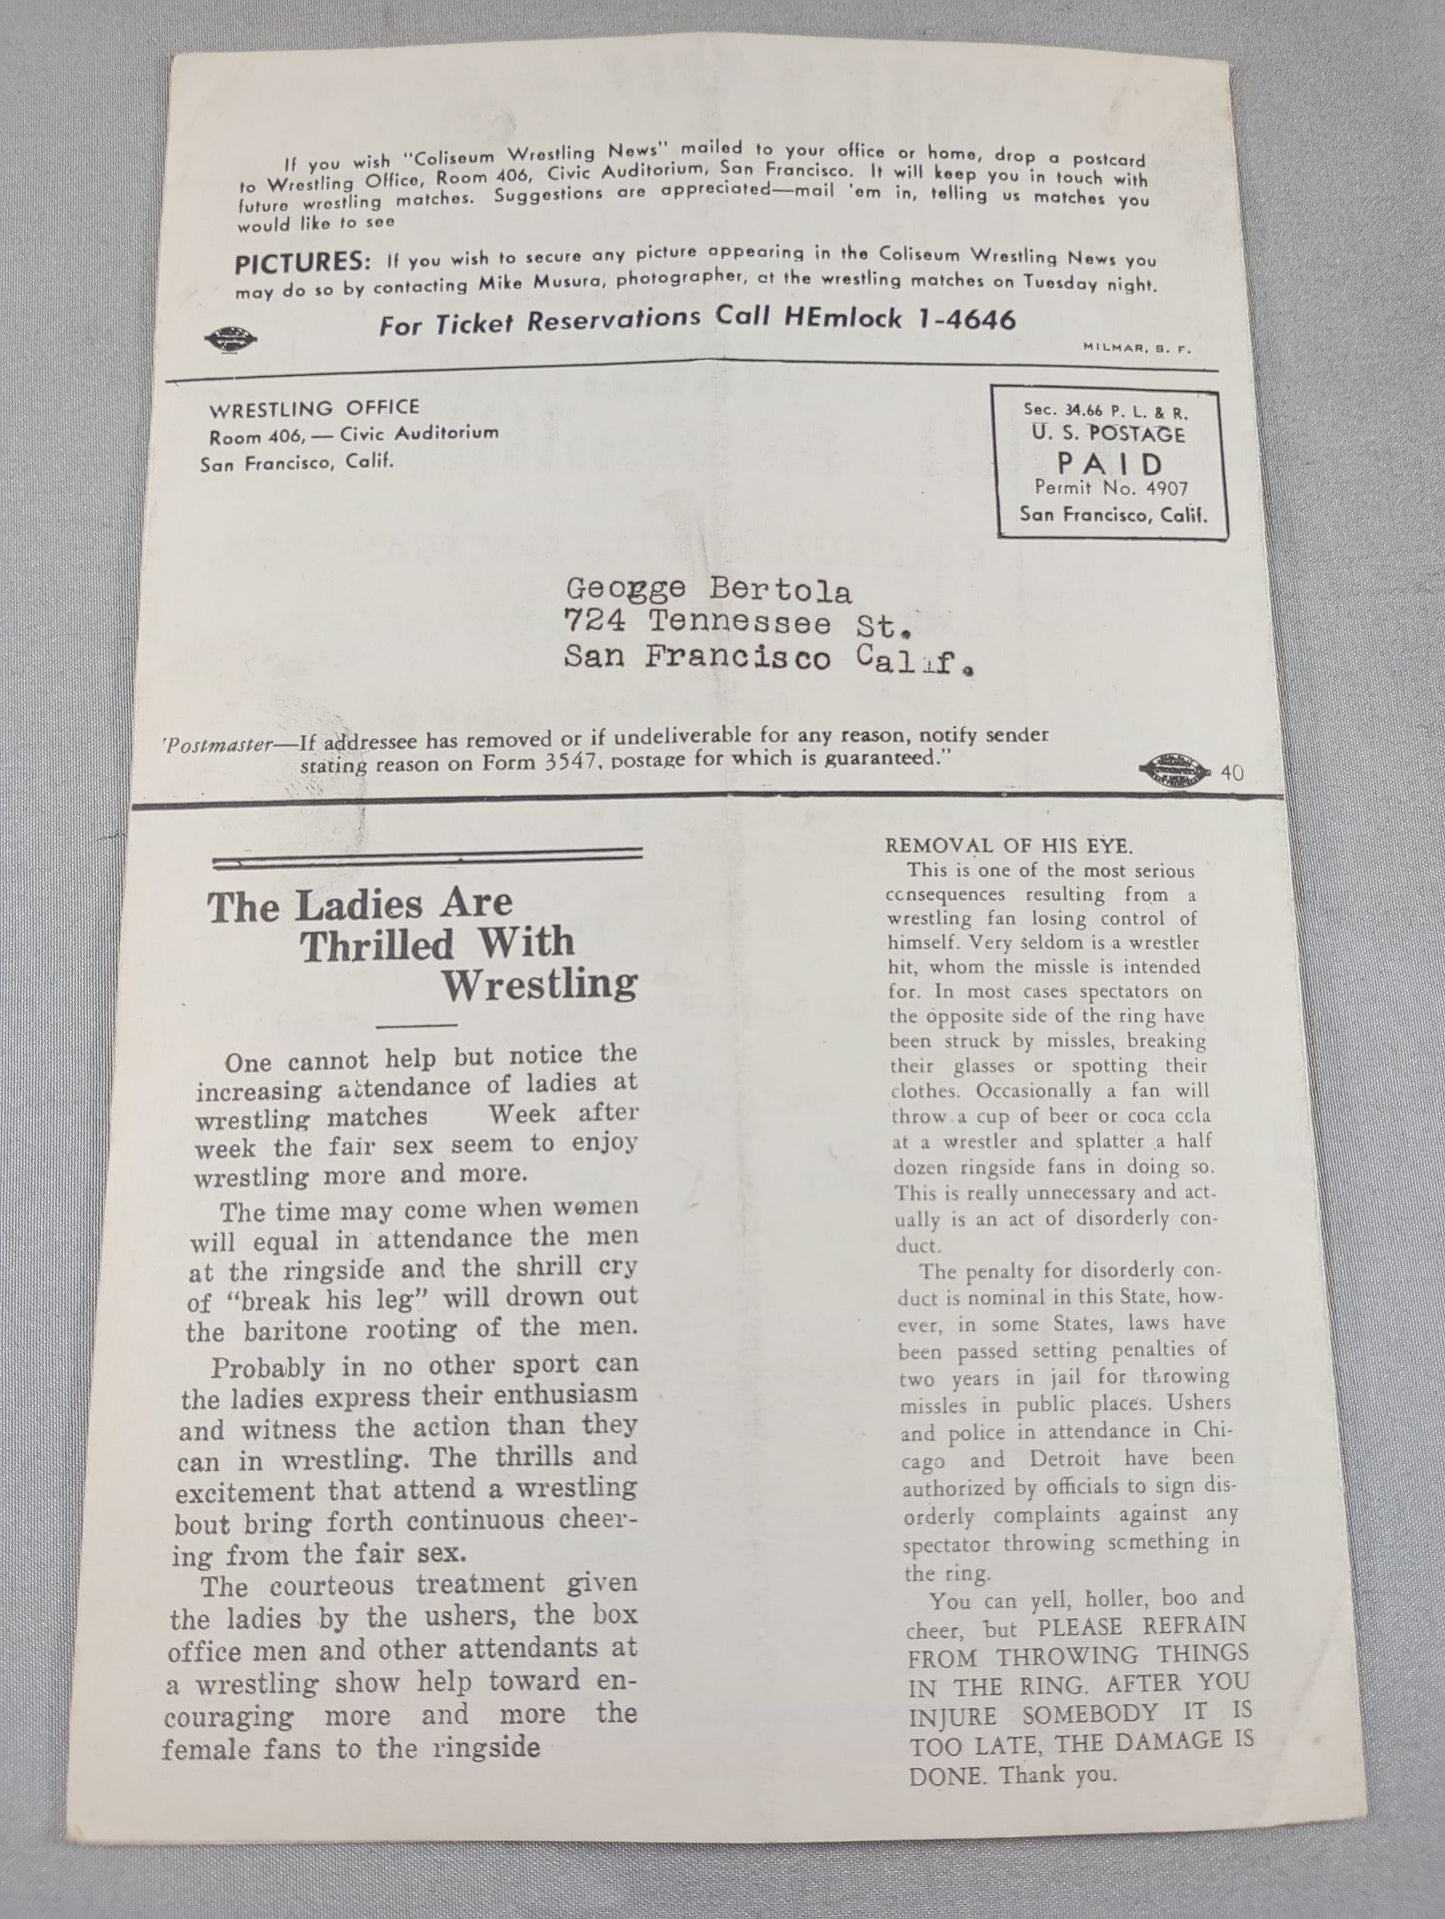 If you wish "Coliseum Wrestling News" mailed to your office or home, drop a postcard
to Wrestling Office, Room 406, Civic Auditorium, San Francisco. It will keep you in touch with
future wrestling matches. Suggestions are appreciated—mail 'em in, telling us matches you
would like to see
PICTURES: If you wish to secure any picture appearing in the Coliseum Wrestling News you
may do so by contacting Mike Musura, photographer, at the wrestling matches on Tuesday night.
For Ticket Reservations Call HEmlock 1-4646
MILMAR, S. F.
WRESTLING OFFICE
Room 406, — Civic Auditorium
San Francisco, Calif.
Sec. 34.66 P. L. & R.
U. S. POSTAGE
PAID
Permit No. 4907
San Francisco, Calif.
George Bertola
724 Tennessee St.
San Francisco Calif.
'Postmaster—If addressee has removed or if undeliverable for any reason, notify sender
stating reason on Form 3547, postage for which is guaranteed."
40
The Ladies Are
Thrilled With
Wrestling
One cannot help but notice the
increasing attendance of ladies at
wrestling matches Week after
week the fair sex seem to enjoy
wrestling more and more.
The time may come when women
will equal in attendance the men
at the ringside and the shrill cry
of "break his leg" will drown out
the baritone rooting of the men.
Probably in no other sport can
the ladies express their enthusiasm
and witness the action than they
can in wrestling. The thrills and
excitement that attend a wrestling
bout bring forth continuous cheer-
ing from the fair sex.
The courteous treatment given
the ladies by the ushers, the box
office men and other attendants at
a wrestling show help toward en-
couraging more and more the
female fans to the ringside
REMOVAL OF HIS EYE.
This is one of the most serious
ccnsequences resulting from a
wrestling fan losing control of
himself. Very seldom is a wrestler
hit, whom the missle is intended
for. In most cases spectators on
the opposite side of the ring have
been struck by missles, breaking
their glasses or spotting their
clothes. Occasionally a fan will
throw a cup of beer or coca ccla
at a wrestler and splatter a half
dozen ringside fans in doing so.
This is really unnecessary and act-
ually is an act of disorderly con-
duct.
The penalty for disorderly con-
duct is nominal in this State, how-
ever, in some States, laws have
been passed setting penalties of
two years in jail for throwing
missles in public places. Ushers
and police in attendance in Chi-
cago and Detroit have been
authorized by officials to sign dis-
orderly complaints against any
spectator throwing scmething in
the ring.
You can yell, holler, boo and
cheer, but PLEASE REFRAIN
FROM THROWING THINGS
IN THE RING. AFTER YOU
INJURE SOMEBODY IT IS
TOO LATE, THE DAMAGE IS
DONE. Thank you.